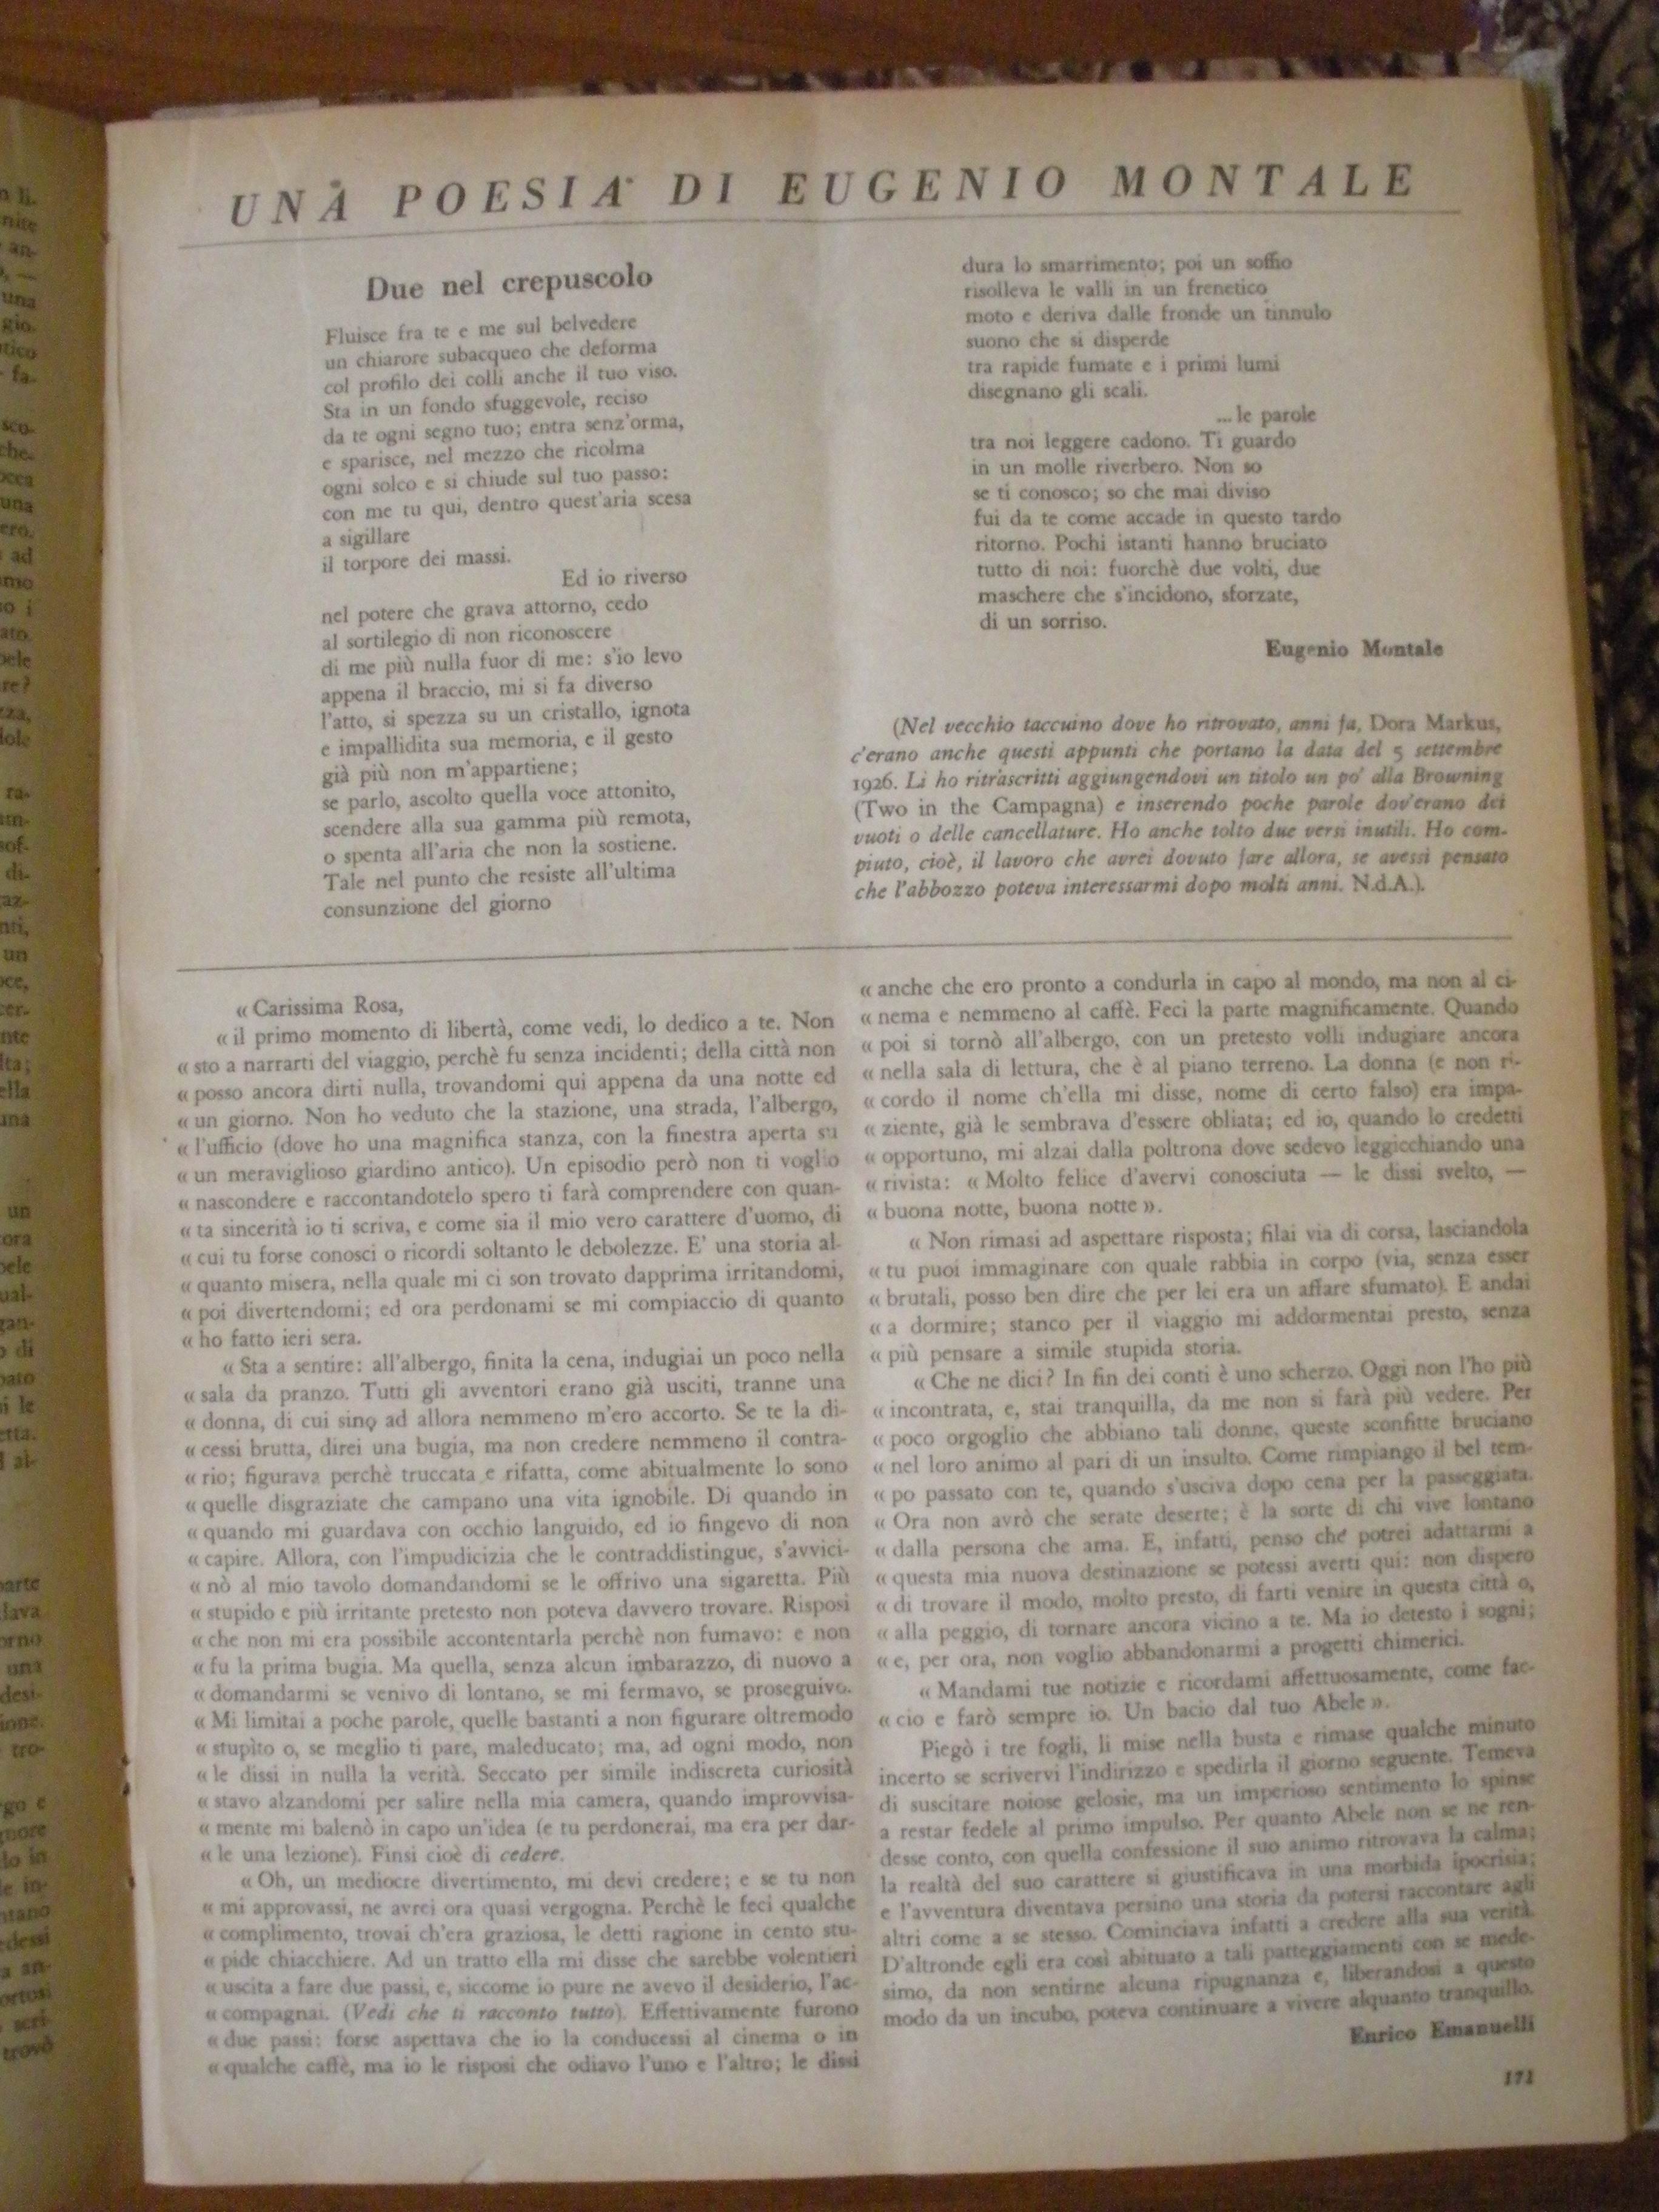 UNA POESIA DI EUGENIO MONTALE
Due nel crepuscolo
Fluisce fra te e me sul belvedere
un chiarore subacqueo che deforma
col profilo dei colli anche il tuo viso.
Sta in un fondo sfuggevole, reciso
da te ogni segno tuo; entra senz'orma,
e sparisce, nel mezzo che ricolma
ogni solco e si chiude sul tuo passo:
con me tu qui, dentro quest'aria scesa
a sigillare
il torpore dei massi.
Ed io riverso
nel potere che grava attorno, cedo
al sortilegio di non riconoscere
di me più nulla fuor di me: s'io levo
appena il braccio, mi si fa diverso
l'atto, si spezza su un cristallo, ignota
e impallidita sua memoria, e il gesto
già più non m'appartiene;
se parlo, ascolto quella voce attonito,
scendere alla sua gamma più remota,
o spenta all'aria che non la sostiene.
Tale nel punto che resiste all'ultima
consunzione del giorno
dura lo smarrimento; poi un soffio
risolleva le valli in un frenetico
moto e deriva dalle fronde un tinnulo
suono che si disperde
tra rapide fumate e i primi lumi
disegnano gli scali.
... le parole
tra noi leggere cadono. Ti guardo
in un molle riverbero. Non so
se ti conosco; so che mai diviso
fui da te come accade in questo tardo
ritorno. Pochi istanti hanno bruciato
tutto di noi: fuorchè due volti, due
maschere che s'incidono, sforzate,
di un sorriso.
Eugenio Montale
(Nel vecchio taccuino dove ho ritrovato, anni fa, Dora Markus,
c'erano anche questi appunti che portano la data del 5 settembre
1926. Li ho ritrascritti aggiungendovi un titolo un po' alla Browning
(Two in the Campagna) e inserendo poche parole dov'erano dei
vuoti o delle cancellature. Ho anche tolto due versi inutili. Ho com-
piuto, cioè, il lavoro che avrei dovuto fare allora, se avessi pensato
che l'abbozzo poteva interessarmi dopo molti anni. N.d.A.).
« Carissima Rosa,
« il primo momento di libertà, come vedi, lo dedico a te. Non
« sto a narrarti del viaggio, perchè fu senza incidenti; della città non
« posso ancora dirti nulla, trovandomi qui appena da una notte ed
« un giorno. Non ho veduto che la stazione, una strada, l'albergo,
« l'ufficio (dove ho una magnifica stanza, con la finestra aperta su
« un meraviglioso giardino antico). Un episodio però non ti voglio
« nascondere e raccontandotelo spero ti farà comprendere con quan-
« ta sincerità io ti scriva, e come sia il mio vero carattere d'uomo, di
« cui tu forse conosci o ricordi soltanto le debolezze. E' una storia al-
« quanto misera, nella quale mi ci son trovato dapprima irritandomi,
« poi divertendomi; ed ora perdonami se mi compiaccio di quanto
« ho fatto ieri sera.
« Sta a sentire: all'albergo, finita la cena, indugiai un poco nella
« sala da pranzo. Tutti gli avventori erano già usciti, tranne una
« donna, di cui sino ad allora nemmeno m'ero accorto. Se te la di-
« cessi brutta, direi una bugia, ma non credere nemmeno il contra-
« rio; figurava perchè truccata e rifatta, come abitualmente lo sono
« quelle disgraziate che campano una vita ignobile. Di quando in
« quando mi guardava con occhio languido, ed io fingevo di non
« capire. Allora, con l'impudicizia che le contraddistingue, s'avvici-
« nò al mio tavolo domandandomi se le offrivo una sigaretta. Più
« stupido e più irritante pretesto non poteva davvero trovare. Risposi
« che non mi era possibile accontentarla perchè non fumavo: e non
« fu la prima bugia. Ma quella, senza alcun imbarazzo, di nuovo a
« domandarmi se venivo di lontano, se mi fermavo, se proseguivo.
« Mi limitai a poche parole, quelle bastanti a non figurare oltremodo
« stupìto o, se meglio ti pare, maleducato; ma, ad ogni modo, non
« le dissi in nulla la verità. Seccato per simile indiscreta curiosità
« stavo alzandomi per salire nella mia camera, quando improvvisa-
« mente mi balenò in capo un'idea (e tu perdonerai, ma era per dar-
« le una lezione). Finsi cioè di cedere.
« Oh, un mediocre divertimento, mi devi credere; e se tu non
« mi approvassi, ne avrei ora quasi vergogna. Perchè le feci qualche
« complimento, trovai ch'era graziosa, le detti ragione in cento stu-
« pide chiacchiere. Ad un tratto ella mi disse che sarebbe volentieri
« uscita a fare due passi, e, siccome io pure ne avevo il desiderio, l'ac-
« compagnai. (Vedi che ti racconto tutto). Effettivamente furono
« due passi: forse aspettava che io la conducessi al cinema o in
« qualche caffè, ma io le risposi che odiavo l'uno e l'altro; le dissi
« anche che ero pronto a condurla in capo al mondo, ma non al ci-
« nema e nemmeno al caffè. Feci la parte magnificamente. Quando
« poi si tornò all'albergo, con un pretesto volli indugiare ancora
« nella sala di lettura, che è al piano terreno. La donna (e non ri-
« cordo il nome ch'ella mi disse, nome di certo falso) era impa-
« ziente, già le sembrava d'essere obliata; ed io, quando lo credetti
« opportuno, mi alzai dalla poltrona dove sedevo leggicchiando una
« rivista: « Molto felice d'avervi conosciuta — le dissi svelto, —
« buona notte, buona notte ».
« Non rimasi ad aspettare risposta; filai via di corsa, lasciandola
« tu puoi immaginare con quale rabbia in corpo (via, senza esser
« brutali, posso ben dire che per lei era un affare sfumato). E andai
« a dormire; stanco per il viaggio mi addormentai presto, senza
« più pensare a simile stupida storia.
« Che ne dici? In fin dei conti è uno scherzo. Oggi non l'ho più
« incontrata, e, stai tranquilla, da me non si farà più vedere. Per
« poco orgoglio che abbiano tali donne, queste sconfitte bruciano
« nel loro animo al pari di un insulto. Come rimpiango il bel tem-
« po passato con te, quando s'usciva dopo cena per la passeggiata.
« Ora non avrò che serate deserte; è la sorte di chi vive lontano
« dalla persona che ama. E, infatti, penso che potrei adattarmi a
« questa mia nuova destinazione se potessi averti qui: non dispero
« di trovare il modo, molto presto, di farti venire in questa città o,
« alla peggio, di tornare ancora vicino a te. Ma io detesto i sogni;
« e, per ora, non voglio abbandonarmi a progetti chimerici.
« Mandami tue notizie e ricordami affettuosamente, come fac-
« cio e farò sempre io. Un bacio dal tuo Abele ».
Piegò i tre fogli, li mise nella busta e rimase qualche minuto
incerto se scrivervi l'indirizzo e spedirla il giorno seguente. Temeva
di suscitare noiose gelosie, ma un imperioso sentimento lo spinse
a restar fedele al primo impulso. Per quanto Abele non se ne ren-
desse conto, con quella confessione il suo animo ritrovava la calma;
la realtà del suo carattere si giustificava in una morbida ipocrisia;
e l'avventura diventava persino una storia da potersi raccontare agli
altri come a se stesso. Cominciava infatti a credere alla sua verità.
D'altronde egli era così abituato a tali patteggiamenti con se mede-
simo, da non sentirne alcuna ripugnanza e, liberandosi a questo
modo da un incubo, poteva continuare a vivere alquanto tranquillo.
Enrico Emanuelli
171